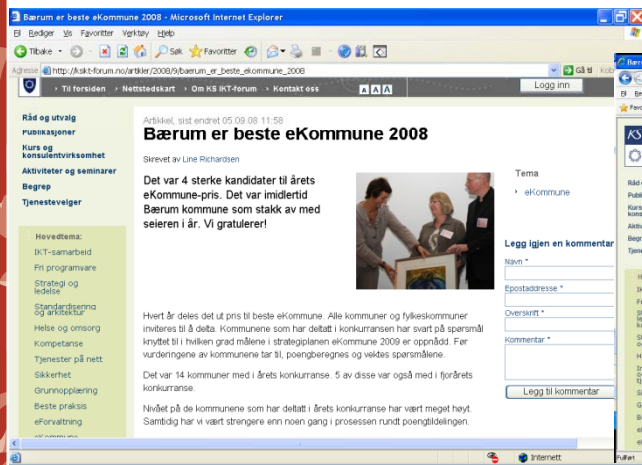 Bærum er beste eKommune 2008 - Microsoft Internet Explorer
Fil Rediger Vis Favoritter Verktøy Hjelp
Tilbake Søk Favoritter
Adresse http://kskt-forum.no/artikler/2008/9/baerum_er_beste_ekommune_2008 Gå til
Til forsiden Nettstedskart Om KS IKT-forum Kontakt oss A A A Logg inn
Råd og utvalg
Publikasjoner
Kurs og
konsulentvirksomhet
Aktiviteter og seminarer
Begrep
Tjenestevelger
Hovedtema:
IKT-samarbeid
Fri programvare
Strategi og
ledelse
Standardisering
og arkitektur
Helse og omsorg
Kompetanse
Tjenester på nett
Sikkerhet
Grunnopplæring
Beste praksis
eForvaltning
eKommune
Artikkel, sist endret 05.09.08 11:58
Bærum er beste eKommune 2008
Skrevet av Line Richardsen
Det var 4 sterke kandidater til årets
eKommune-pris. Det var imidlertid
Bærum kommune som stakk av med
seieren i år. Vi gratulerer!
Hvert år deles det ut pris til beste eKommune. Alle kommuner og fylkeskommuner
inviteres til å delta. Kommunene som har deltatt i konkurransen har svart på spørsmål
knyttet til i hvilken grad målene i strategiplanen eKommune 2009 er oppnådd. Før
vurderingene av kommunene tar til, poengberegnes og vektes spørsmålene.
Det var 14 kommuner med i årets konkurranse. 5 av disse var også med i fjorårets
konkurranse.
Nivået på de kommunene som har deltatt i årets konkurranse har vært meget høyt.
Samtidig har vi vært strengere enn noen gang i prosessen rundt poengtildelingen.
Tema
eKommune
Legg igjen en kommentar
Navn *
Epostaddresse *
Overskrift *
Kommentar *
Legg til kommentar
Internett
KS
Fullført